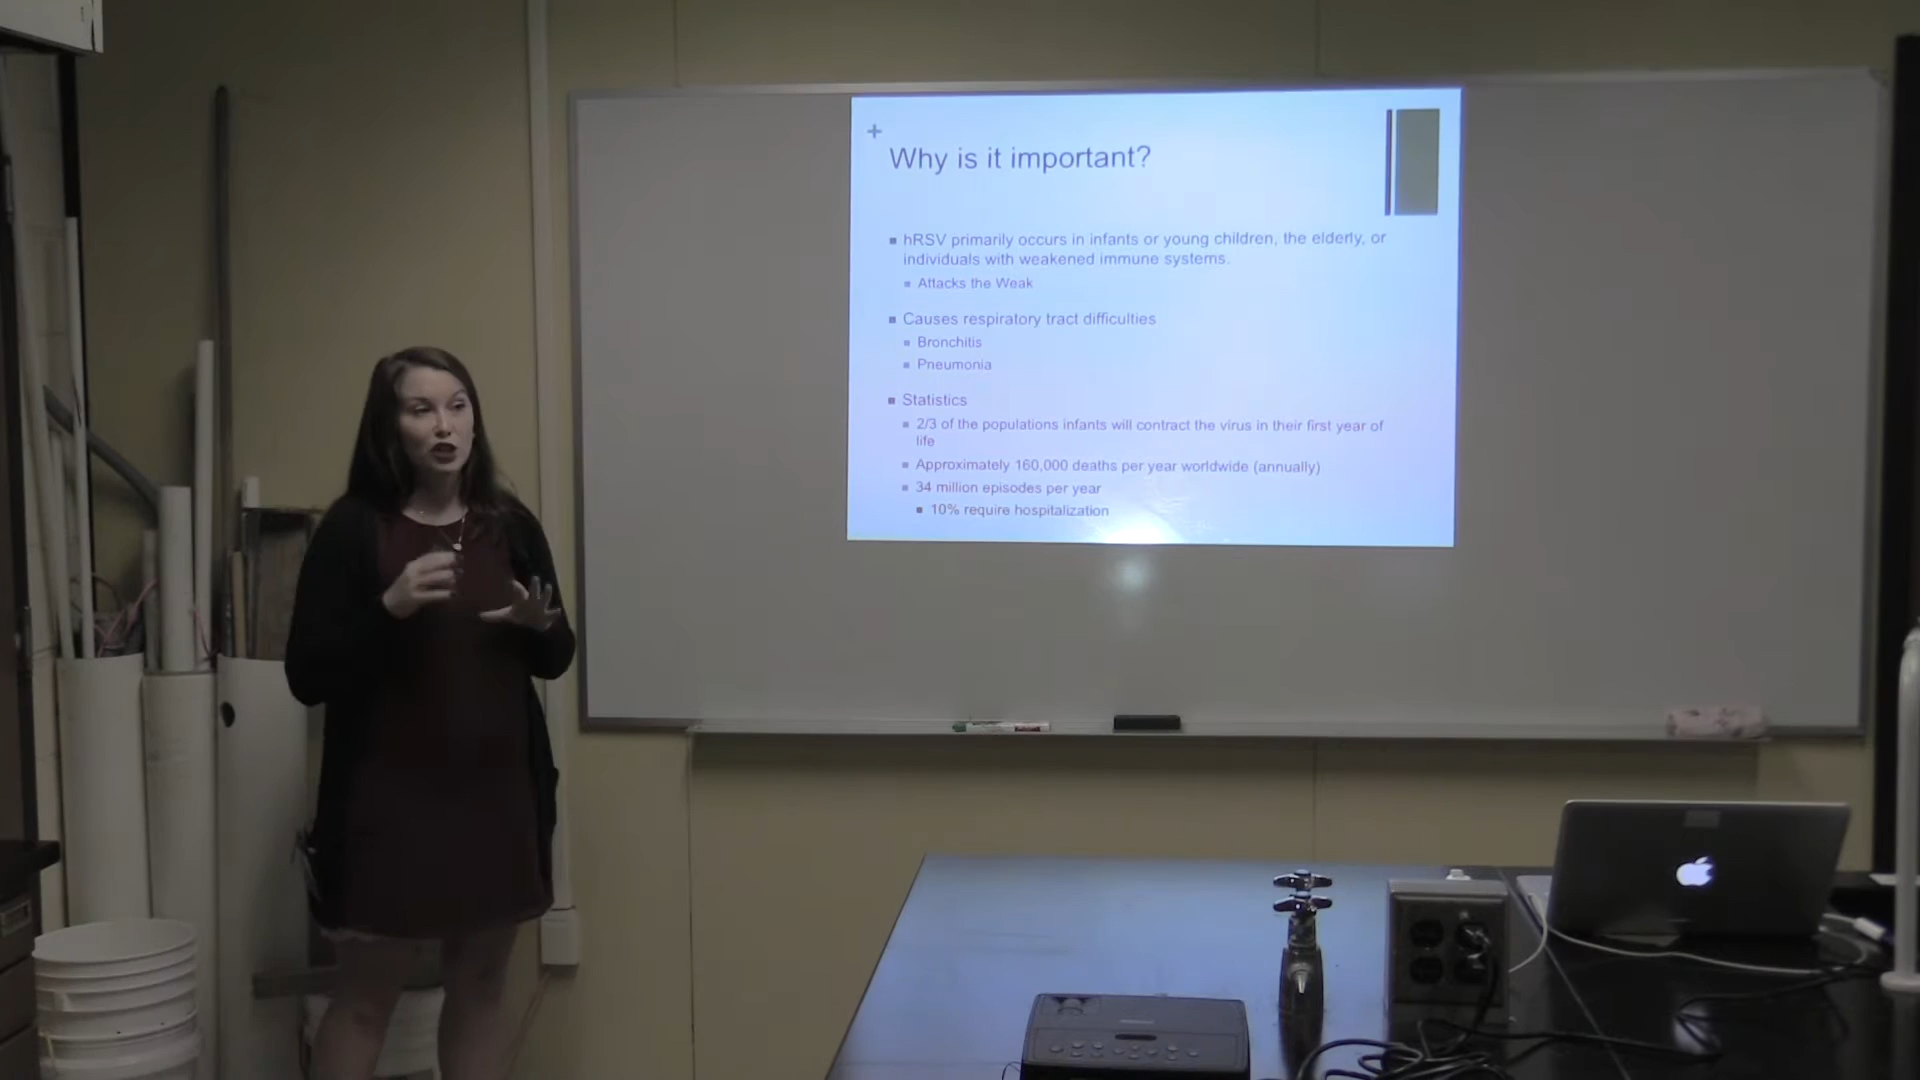 +
Why is it important?
hRSV primarily occurs in infants or young children, the elderly, or
individuals with weakened immune systems.
Attacks the Weak
Causes respiratory tract difficulties
Bronchitis
Pneumonia
Statistics
2/3 of the populations infants will contract the virus in their first year of
life
Approximately 160,000 deaths per year worldwide (annually)
34 million episodes per year
10% require hospitalization